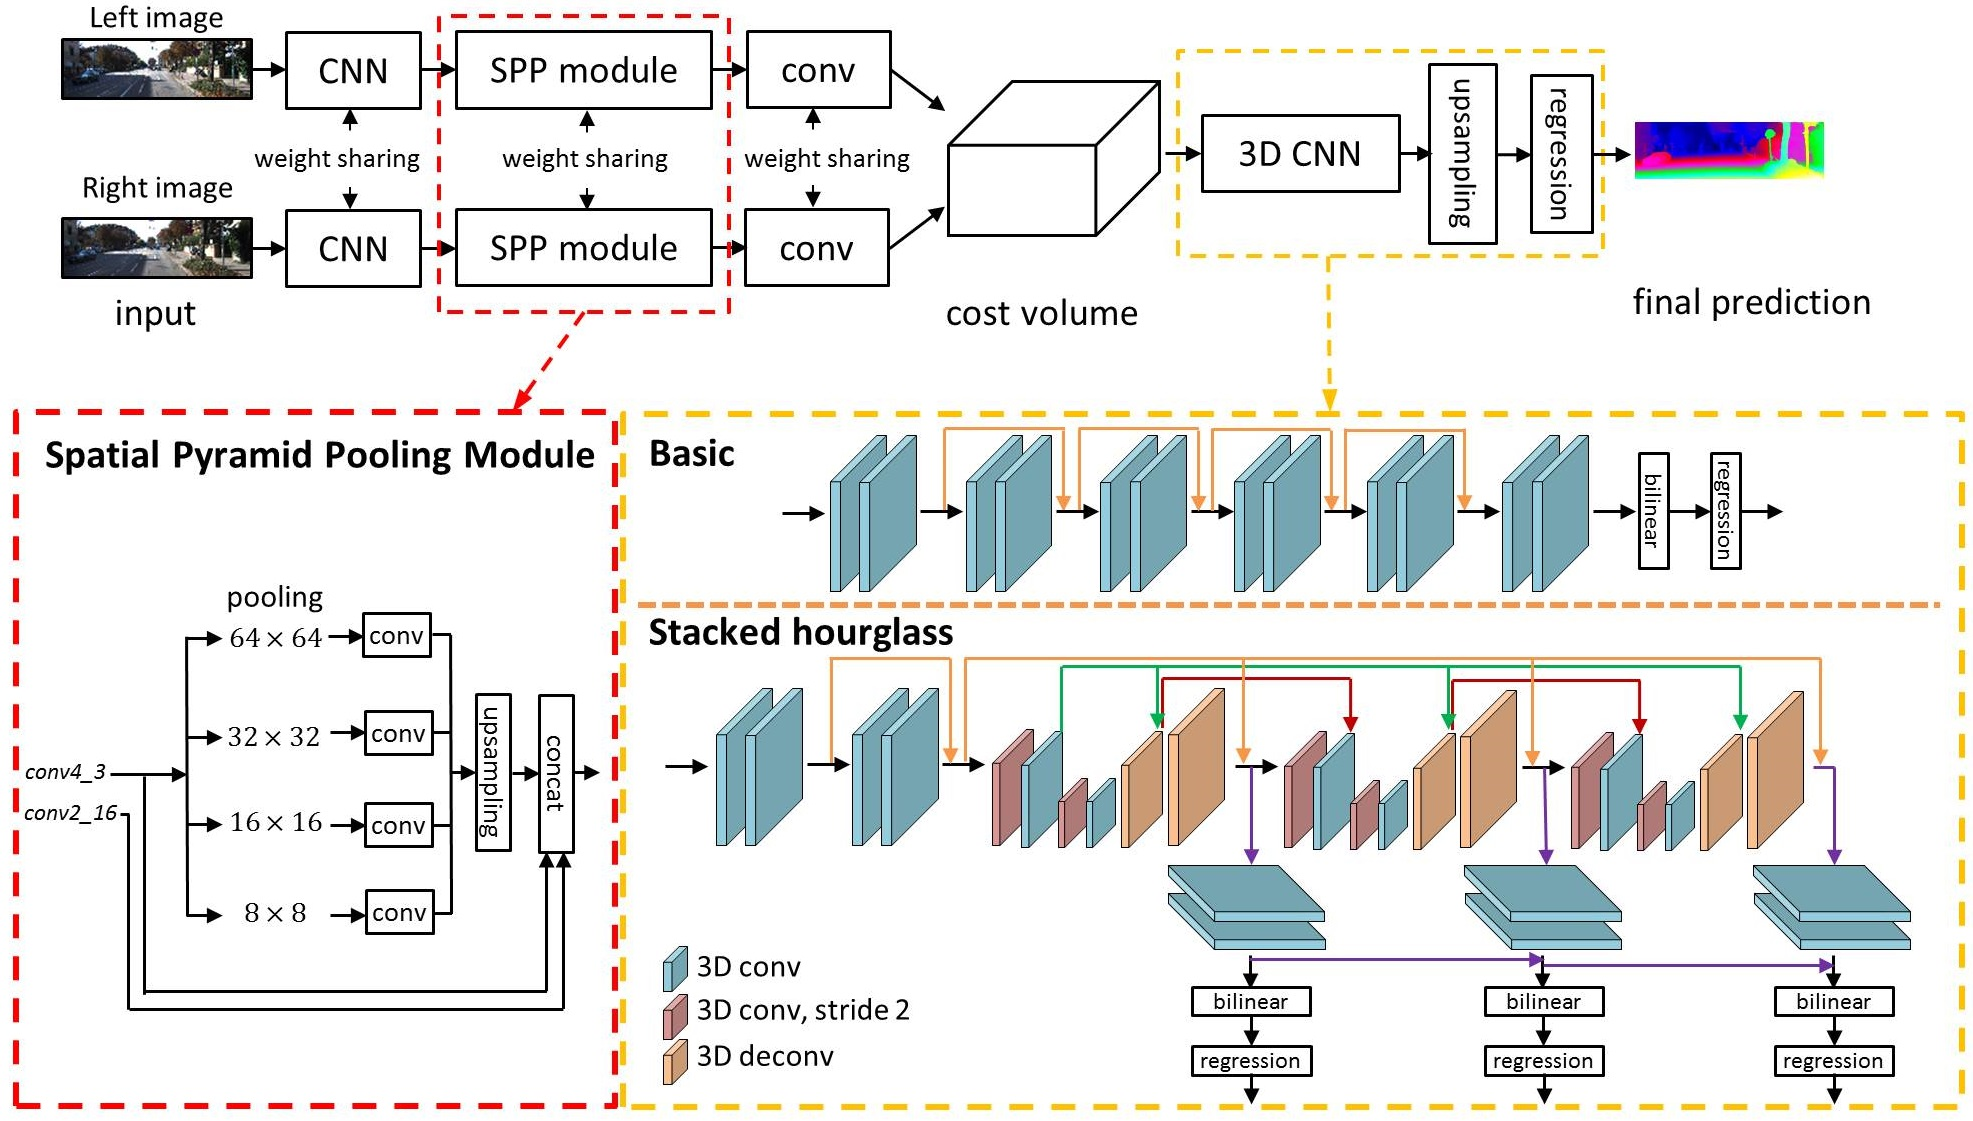 Left image
CNN
SPP module
conv
weight sharing
weight sharing
weight sharing
Right image
CNN
SPP module
conv
input
cost volume
3D CNN
upsampling
regression
final prediction
Spatial Pyramid Pooling Module
pooling
64 × 64
conv
32 × 32
conv
16 × 16
conv
8 × 8
conv
conv4_3
conv2_16
upsampling
concat
Basic
bilinear
regression
Stacked hourglass
3D conv
3D conv, stride 2
3D deconv
bilinear
bilinear
bilinear
regression
regression
regression